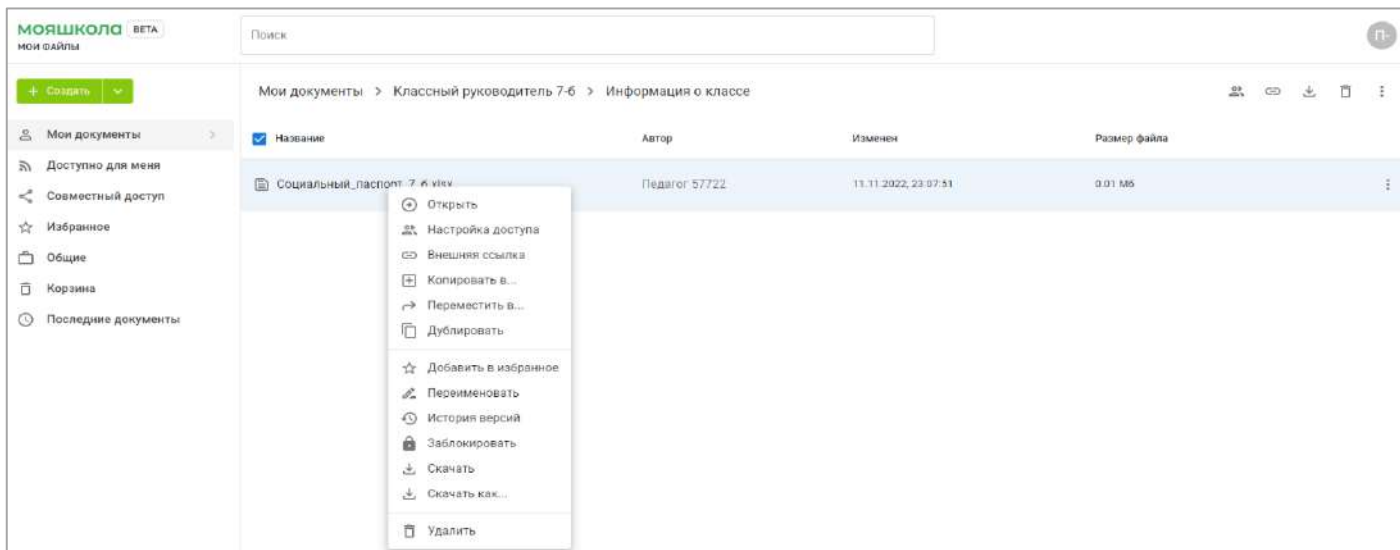 мояшкола BETA
МОИ ФАЙЛЫ
Поиск
П-
+ Создать
Мои документы > Классный руководитель 7-б > Информация о классе
Мои документы
Доступно для меня
Совместный доступ
Избранное
Общие
Корзина
Последние документы
Название Автор Изменен Размер файла
Социальный_паспорт_7_б.xlsx Педагог 57722 11.11.2022, 23:07:51 0.01 Мб
Открыть
Настройка доступа
Внешняя ссылка
Копировать в...
Переместить в...
Дублировать
Добавить в избранное
Переименовать
История версий
Заблокировать
Скачать
Скачать как...
Удалить